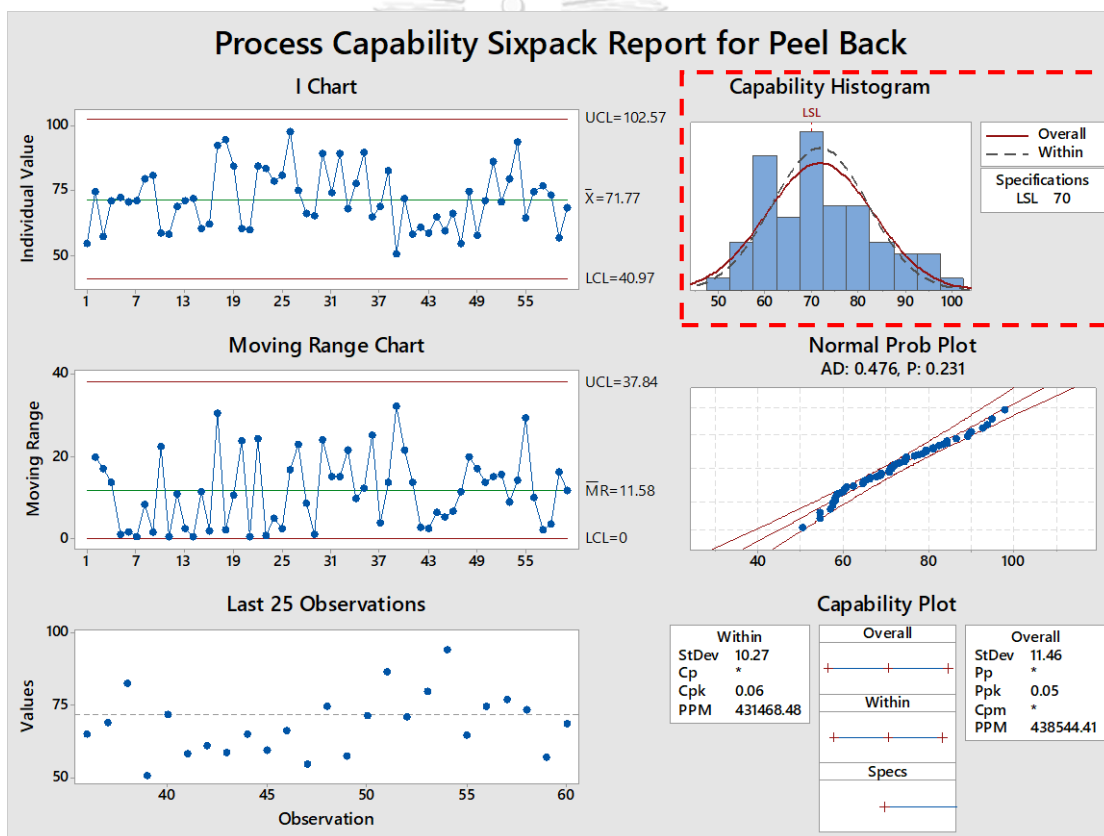 Process Capability Sixpack Report for Peel Back
I Chart
Individual Value
100
75
50
UCL=102.57
X̄=71.77
LCL=40.97
1 7 13 19 25 31 37 43 49 55
Capability Histogram
LSL
50 60 70 80 90 100
Overall
Within
Specifications
LSL 70
Moving Range Chart
Moving Range
40
20
0
UCL=37.84
M̅R̅=11.58
LCL=0
1 7 13 19 25 31 37 43 49 55
Normal Prob Plot
AD: 0.476, P: 0.231
40 60 80 100
Last 25 Observations
Values
100
75
50
40 45 50 55 60
Observation
Capability Plot
Within
StDev 10.27
Cp *
Cpk 0.06
PPM 431468.48
Overall
Within
Specs
Overall
StDev 11.46
Pp *
Ppk 0.05
Cpm *
PPM 438544.41